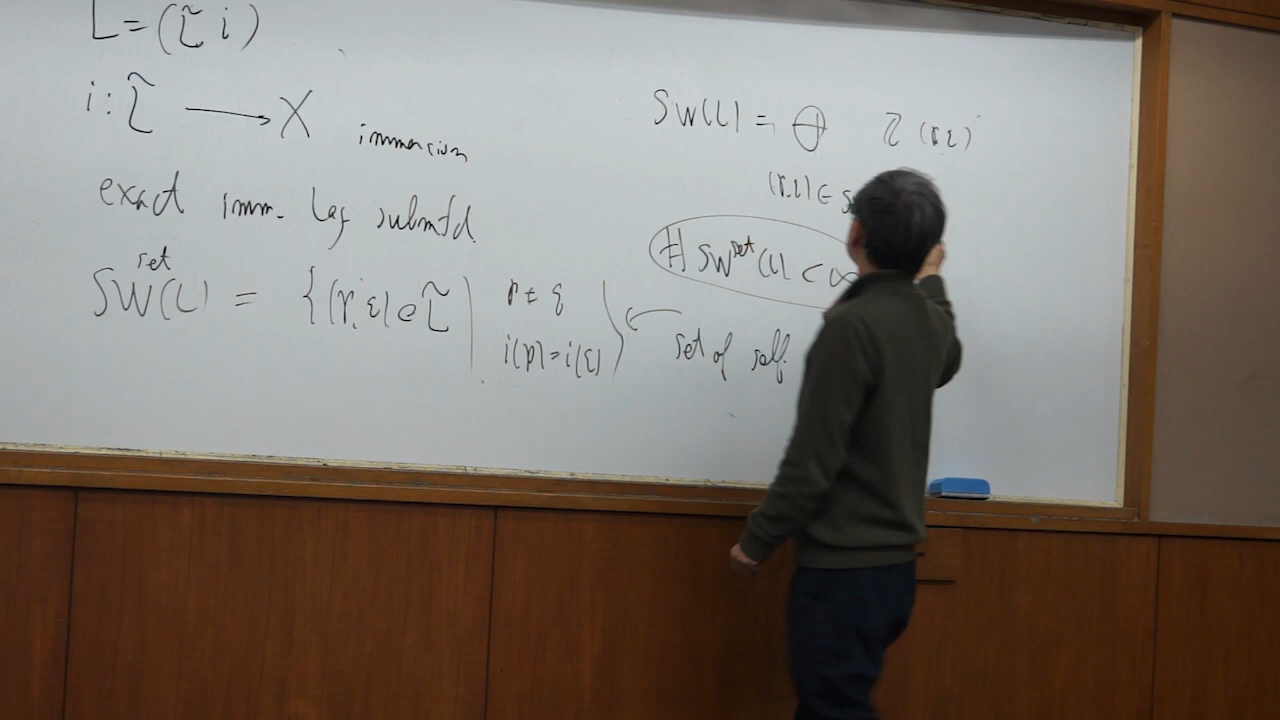 L = (L̃ i)
i : L̃ ⟶ X immersion
exact imm. Lag submfd.
SW^set(L) = { (p,q) ∈ L̃ | p ≠ q
i(p) = i(q) } ← set of self.
SW(L) = ⊕ Z (p,q)
(p,q) ∈ S
# SW^set(L) < ∞